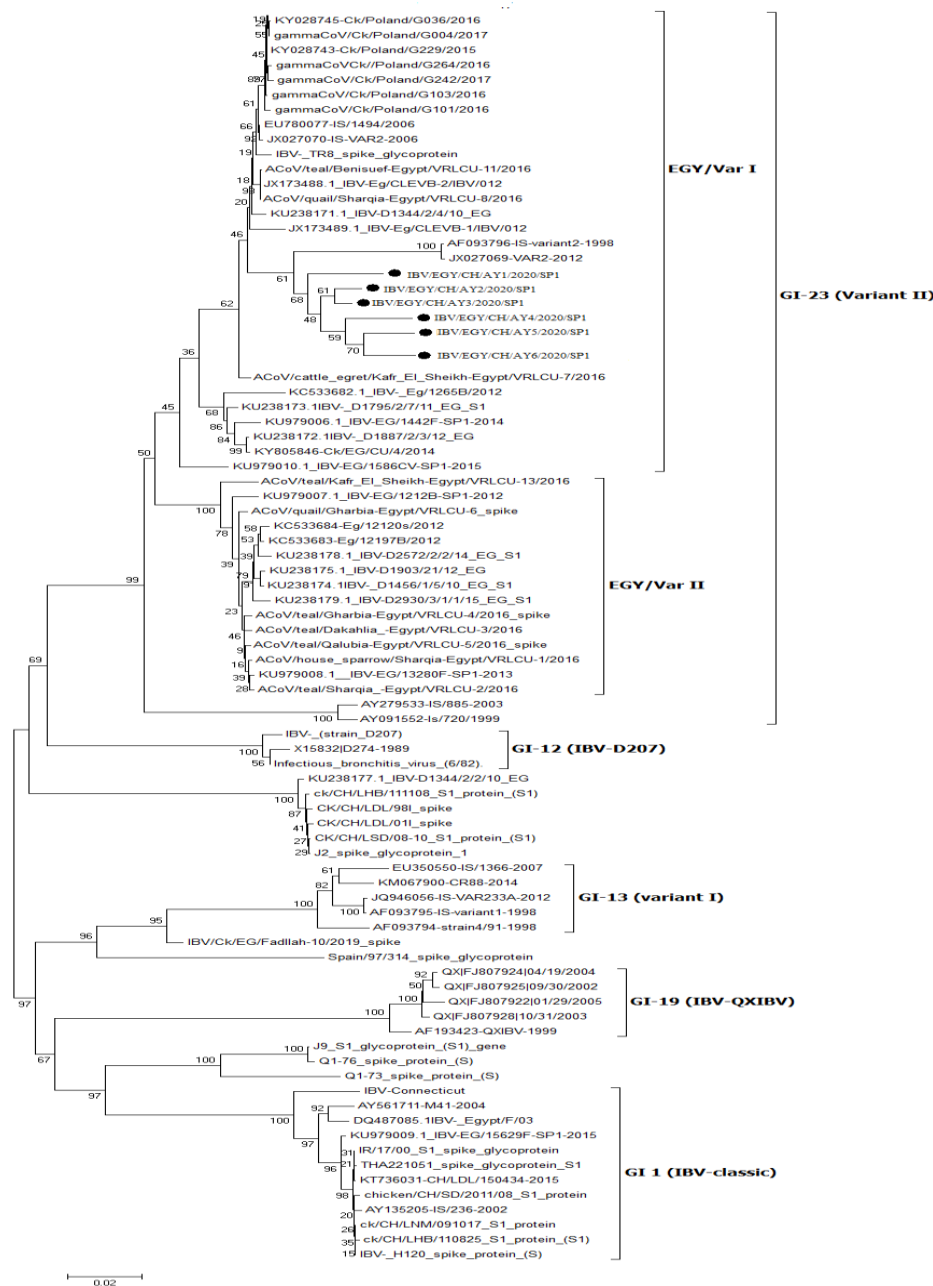 KY028745-Ck/Poland/G036/2016
gammaCoV/Ck/Poland/G004/2017
KY028743-Ck/Poland/G229/2015
gammaCoVCk//Poland/G264/2016
gammaCoV/Ck/Poland/G242/2017
gammaCoV/Ck/Poland/G103/2016
gammaCoV/Ck/Poland/G101/2016
EU780077-IS/1494/2006
JX027070-IS-VAR2-2006
IBV-_TR8_spike_glycoprotein
EGY/Var I
ACoV/teal/Benisuef-Egypt/VRLCU-11/2016
JX173488.1_IBV-Eg/CLEVB-2/IBV/012
ACoV/quail/Sharqia-Egypt/VRLCU-8/2016
KU238171.1_IBV-D1344/2/4/10_EG
JX173489.1_IBV-Eg/CLEVB-1/IBV/012
AF093796-IS-variant2-1998
JX027069-VAR2-2012
IBV/EGY/CH/AY1/2020/SP1
IBV/EGY/CH/AY2/2020/SP1
GI-23 (Variant II)
IBV/EGY/CH/AY3/2020/SP1
IBV/EGY/CH/AY4/2020/SP1
IBV/EGY/CH/AY5/2020/SP1
IBV/EGY/CH/AY6/2020/SP1
ACoV/cattle_egret/Kafr_El_Sheikh-Egypt/VRLCU-7/2016
KC533682.1_IBV-_Eg/1265B/2012
KU238173.1IBV-_D1795/2/7/11_EG_S1
KU979006.1-IBV-EG/1442F-SP1-2014
KU238172.1IBV-_D1887/2/3/12_EG
KY805846-Ck/EG/CU/4/2014
KU979010.1_IBV-EG/1586CV-SP1-2015
ACoV/teal/Kafr_El_Sheikh-Egypt/VRLCU-13/2016
KU979007.1_IBV-EG/1212B-SP1-2012
ACoV/quail/Gharbia-Egypt/VRLCU-6_spike
KC533684-Eg/12120s/2012
KC533683-Eg/12197B/2012
KU238178.1_IBV-D2572/2/2/14_EG_S1
KU238175.1_IBV-D1903/21/12_EG
KU238174.1IBV-_D1456/1/5/10_EG_S1
EGY/Var II
KU238179.1_IBV-D2930/3/1/1/15_EG_S1
ACoV/teal/Gharbia-Egypt/VRLCU-4/2016_spike
ACoV/teal/Dakahlia_-Egypt/VRLCU-3/2016
ACoV/teal/Qalubia-Egypt/VRLCU-5/2016_spike
ACoV/house_sparrow/Sharqia-Egypt/VRLCU-1/2016
KU979008.1__IBV-EG/13280F-SP1-2013
ACoV/teal/Sharqia_-Egypt/VRLCU-2/2016
AY279533-IS/885-2003
AY091552-Is/720/1999
IBV-_(strain_D207)
X15832|D274-1989
GI-12 (IBV-D207)
Infectious_bronchitis_virus_(6/82).
KU238177.1_IBV-D1344/2/2/10_EG
ck/CH/LHB/111108_S1_protein_(S1)
CK/CH/LDL/98I_spike
CK/CH/LDL/01I_spike
CK/CH/LSD/08-10_S1_protein_(S1)
J2_spike_glycoprotein_1
EU350550-IS/1366-2007
KM067900-CR88-2014
JQ946056-IS-VAR233A-2012
GI-13 (variant I)
AF093795-IS-variant1-1998
AF093794-strain4/91-1998
IBV/Ck/EG/Fadllah-10/2019_spike
Spain/97/314_spike_glycoprotein
QX|FJ807924|04/19/2004
QX|FJ807925|09/30/2002
QX|FJ807922|01/29/2005
GI-19 (IBV-QXIBV)
QX|FJ807928|10/31/2003
AF193423-QXIBV-1999
J9_S1_glycoprotein_(S1)_gene
Q1-76_spike_protein_(S)
Q1-73_spike_protein_(S)
IBV-Connecticut
AY561711-M41-2004
DQ487085.1IBV-_Egypt/F/03
KU979009.1_IBV-EG/15629F-SP1-2015
IR/17/00_S1_spike_glycoprotein
THA221051_spike_glycoprotein_S1
GI 1 (IBV-classic)
KT736031-CH/LDL/150434-2015
chicken/CH/SD/2011/08_S1_protein
AY135205-IS/236-2002
ck/CH/LNM/091017_S1_protein
ck/CH/LHB/110825_S1_protein_(S1)
IBV-_H120_spike_protein_(S)
0.02